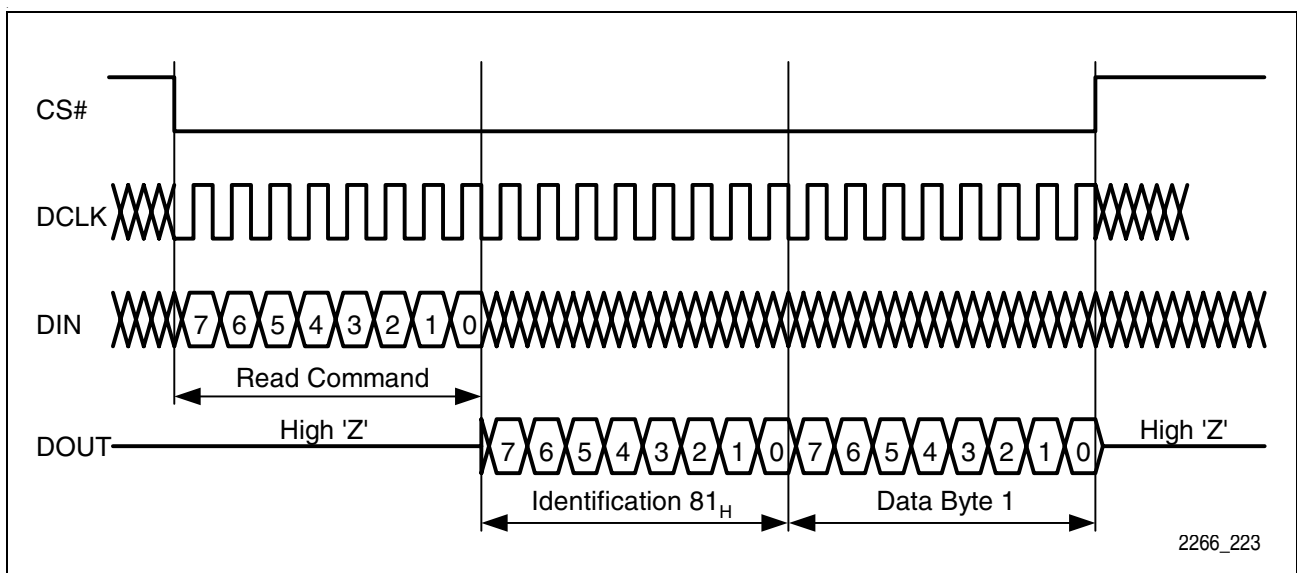 CS#
DCLK
DIN 7 6 5 4 3 2 1 0
Read Command
DOUT High 'Z' 7 6 5 4 3 2 1 0 7 6 5 4 3 2 1 0 High 'Z'
Identification 81H Data Byte 1
2266_223